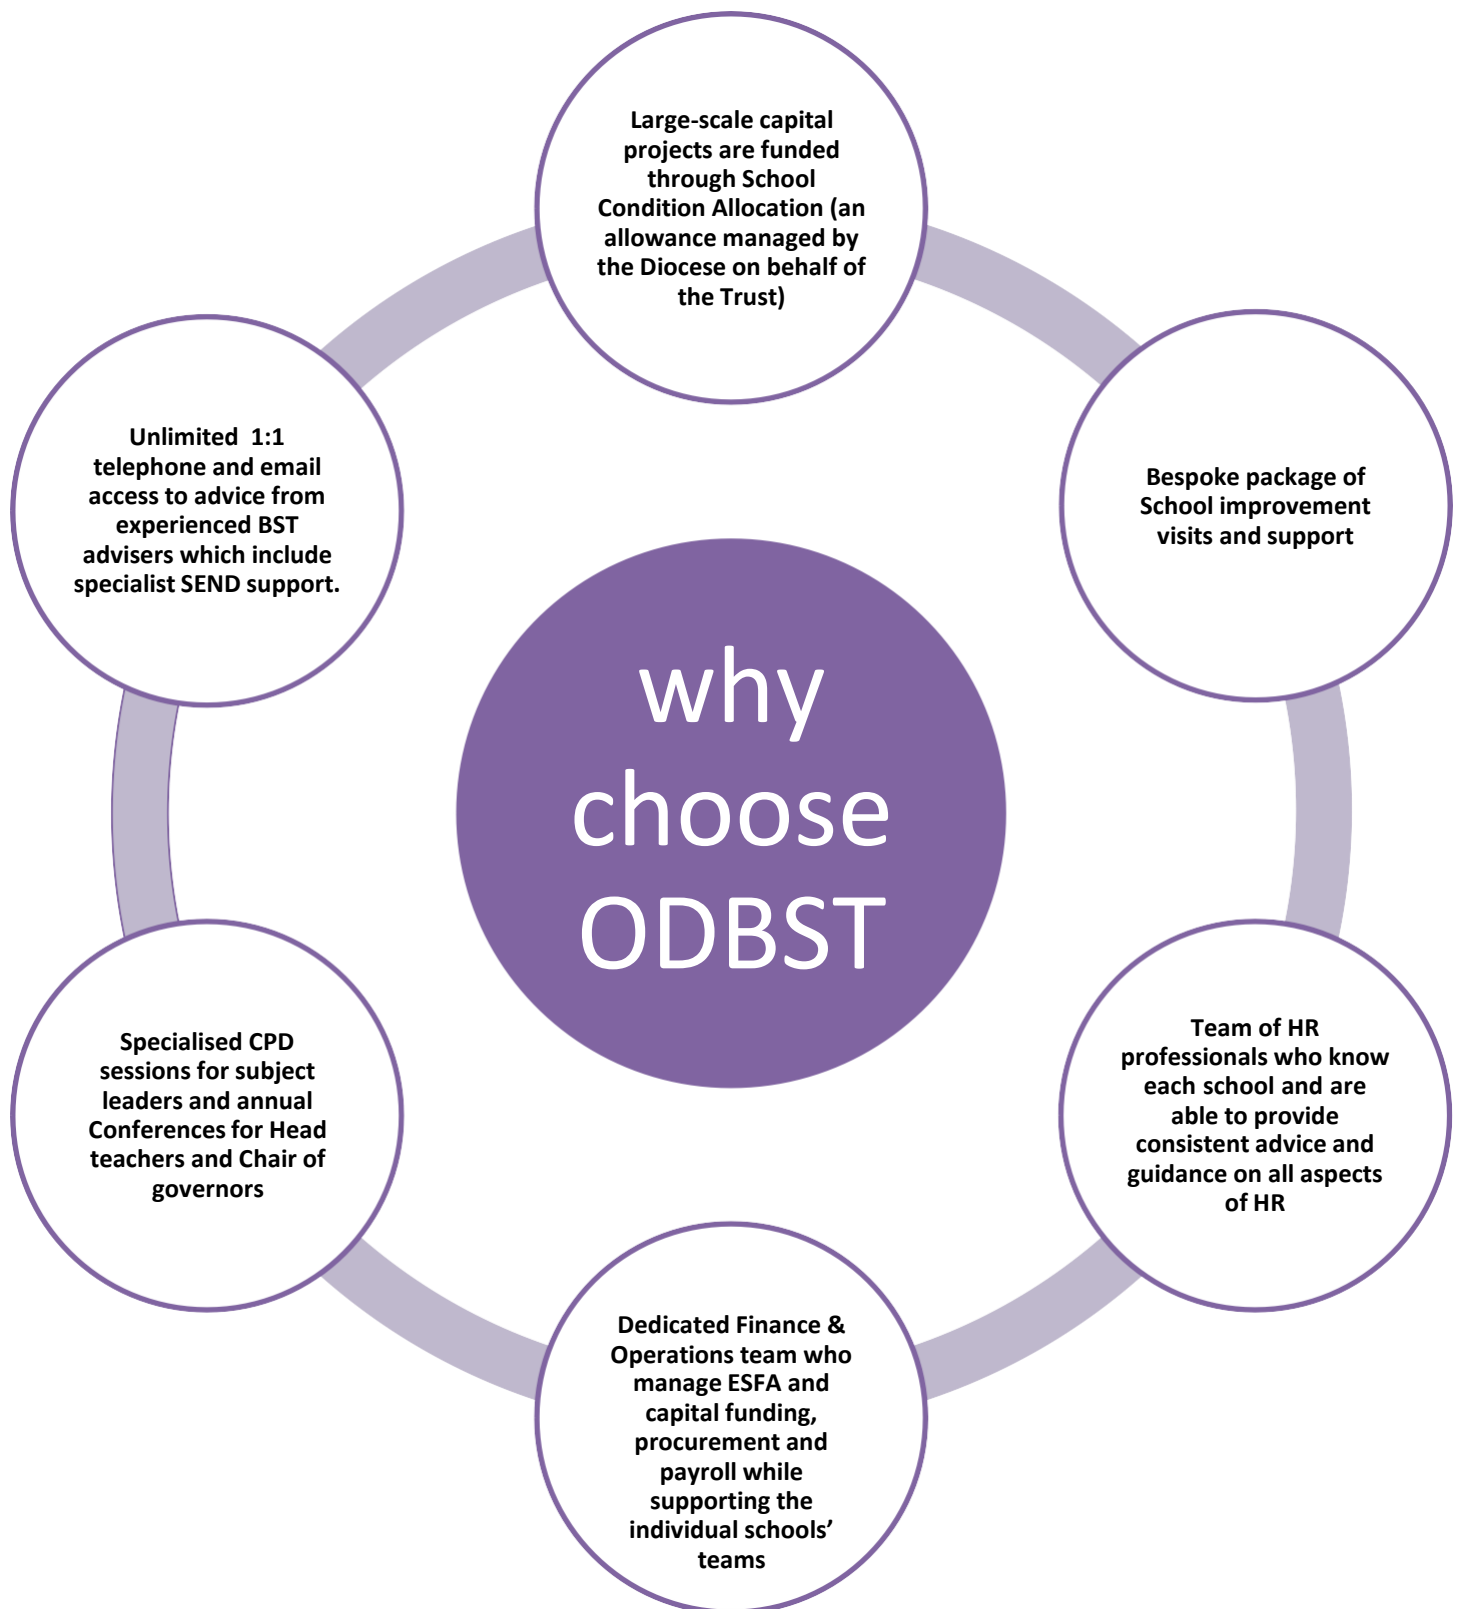 Large-scale capital
projects are funded
through School
Condition Allocation (an
allowance managed by
the Diocese on behalf of
the Trust)
Bespoke package of
School improvement
visits and support
Team of HR
professionals who know
each school and are
able to provide
consistent advice and
guidance on all aspects
of HR
Dedicated Finance &
Operations team who
manage ESFA and
capital funding,
procurement and
payroll while
supporting the
individual schools’
teams
Specialised CPD
sessions for subject
leaders and annual
Conferences for Head
teachers and Chair of
governors
Unlimited  1:1
telephone and email
access to advice from
experienced BST
advisers which include
specialist SEND support.
why
choose
ODBST